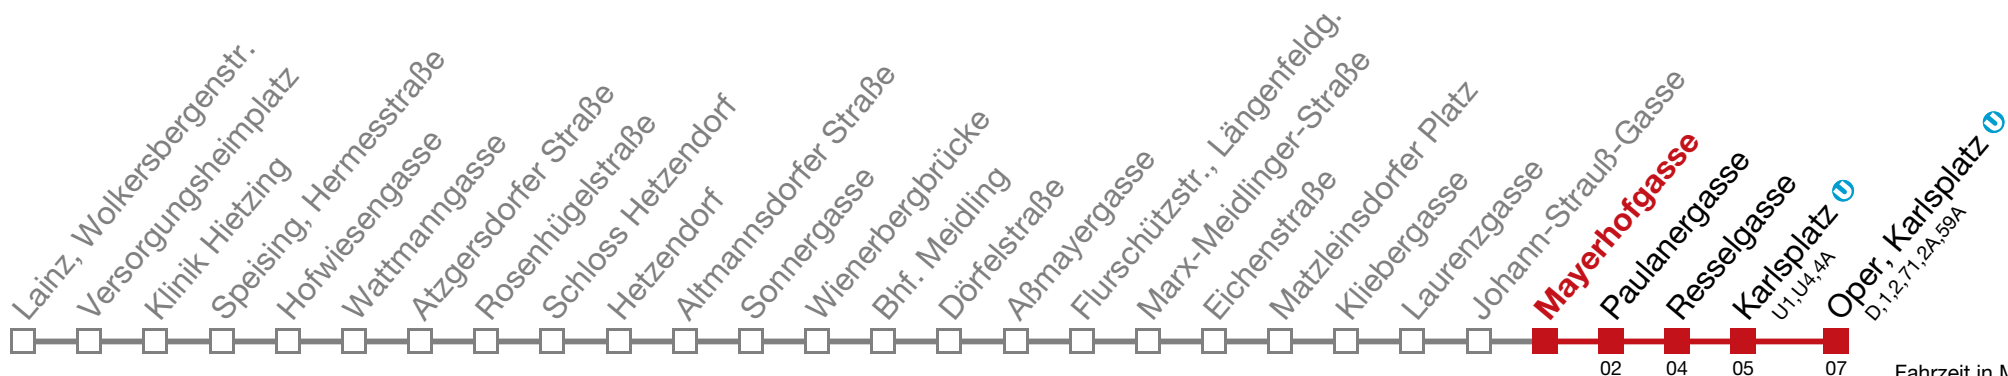 Lainz, Wolkersbergenstr.
Versorgungsheimplatz
Klinik Hietzing
Speising, Hermesstraße
Hofwiesengasse
Wattmanngasse
Atzgersdorfer Straße
Rosenhügelstraße
Schloss Hetzendorf
Hetzendorf
Altmannsdorfer Straße
Sonnergasse
Wienerbergbrücke
Bhf. Meidling
Dörfelstraße
Aßmayergasse
Flurschützstr., Längenfeldg.
Marx-Meidlinger-Straße
Eichenstraße
Matzleinsdorfer Platz
Kliebergasse
Laurenzgasse
Johann-Strauß-Gasse
Mayerhofgasse
Paulanergasse
Resselgasse
Karlsplatz U
U1,U4,4A
Oper, Karlsplatz U
D,1,2,71,2A,59A
02 04 05 07
Fahrzeit in M